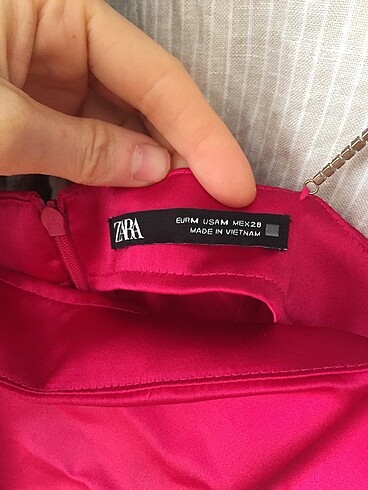 ZARA
EUR M USA M MEX 28
MADE IN VIETNAM